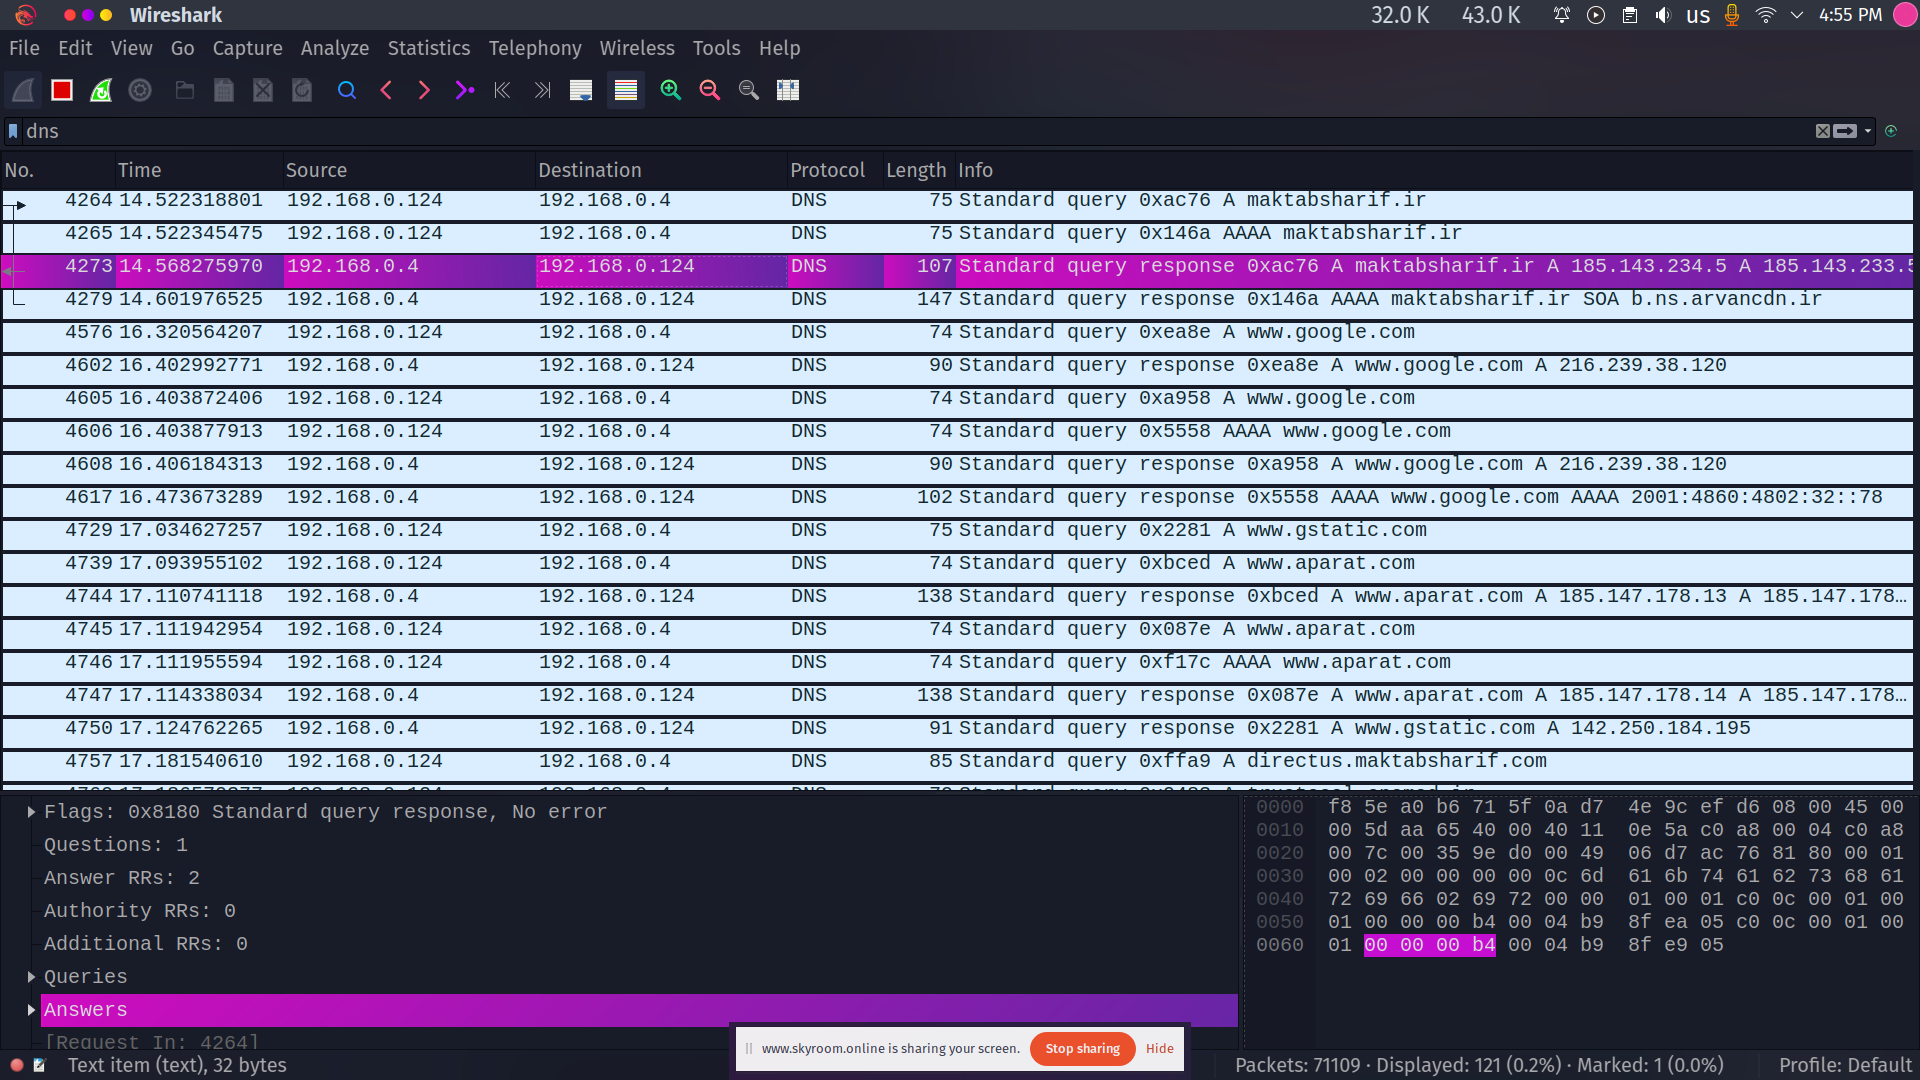 Wireshark 32.0 K 43.0 K us 4:55 PM
File Edit View Go Capture Analyze Statistics Telephony Wireless Tools Help
dns
No. Time Source Destination Protocol Length Info
4264 14.522318801 192.168.0.124 192.168.0.4 DNS 75 Standard query 0xac76 A maktabsharif.ir
4265 14.522345475 192.168.0.124 192.168.0.4 DNS 75 Standard query 0x146a AAAA maktabsharif.ir
4273 14.568275970 192.168.0.4 192.168.0.124 DNS 107 Standard query response 0xac76 A maktabsharif.ir A 185.143.234.5 A 185.143.233.5
4279 14.601976525 192.168.0.4 192.168.0.124 DNS 147 Standard query response 0x146a AAAA maktabsharif.ir SOA b.ns.arvancdn.ir
4576 16.320564207 192.168.0.124 192.168.0.4 DNS 74 Standard query 0xea8e A www.google.com
4602 16.402992771 192.168.0.4 192.168.0.124 DNS 90 Standard query response 0xea8e A www.google.com A 216.239.38.120
4605 16.403872406 192.168.0.124 192.168.0.4 DNS 74 Standard query 0xa958 A www.google.com
4606 16.403877913 192.168.0.124 192.168.0.4 DNS 74 Standard query 0x5558 AAAA www.google.com
4608 16.406184313 192.168.0.4 192.168.0.124 DNS 90 Standard query response 0xa958 A www.google.com A 216.239.38.120
4617 16.473673289 192.168.0.4 192.168.0.124 DNS 102 Standard query response 0x5558 AAAA www.google.com AAAA 2001:4860:4802:32::78
4729 17.034627257 192.168.0.124 192.168.0.4 DNS 75 Standard query 0x2281 A www.gstatic.com
4739 17.093955102 192.168.0.124 192.168.0.4 DNS 74 Standard query 0xbced A www.aparat.com
4744 17.110741118 192.168.0.4 192.168.0.124 DNS 138 Standard query response 0xbced A www.aparat.com A 185.147.178.13 A 185.147.178…
4745 17.111942954 192.168.0.124 192.168.0.4 DNS 74 Standard query 0x087e A www.aparat.com
4746 17.111955594 192.168.0.124 192.168.0.4 DNS 74 Standard query 0xf17c AAAA www.aparat.com
4747 17.114338034 192.168.0.4 192.168.0.124 DNS 138 Standard query response 0x087e A www.aparat.com A 185.147.178.14 A 185.147.178…
4750 17.124762265 192.168.0.4 192.168.0.124 DNS 91 Standard query response 0x2281 A www.gstatic.com A 142.250.184.195
4757 17.181540610 192.168.0.124 192.168.0.4 DNS 85 Standard query 0xffa9 A directus.maktabsharif.com
Flags: 0x8180 Standard query response, No error
Questions: 1
Answer RRs: 2
Authority RRs: 0
Additional RRs: 0
Queries
Answers
[Request In: 4264]
0000 f8 5e a0 b6 71 5f 0a d7 4e 9c ef d6 08 00 45 00
0010 00 5d aa 65 40 00 40 11 0e 5a c0 a8 00 04 c0 a8
0020 00 7c 00 35 9e d0 00 49 06 d7 ac 76 81 80 00 01
0030 00 02 00 00 00 00 0c 6d 61 6b 74 61 62 73 68 61
0040 72 69 66 02 69 72 00 00 01 00 01 c0 0c 00 01 00
0050 01 00 00 00 b4 00 04 b9 8f ea 05 c0 0c 00 01 00
0060 01 00 00 00 b4 00 04 b9 8f e9 05
www.skyroom.online is sharing your screen. Stop sharing Hide
Text item (text), 32 bytes Packets: 71109 · Displayed: 121 (0.2%) · Marked: 1 (0.0%) Profile: Default